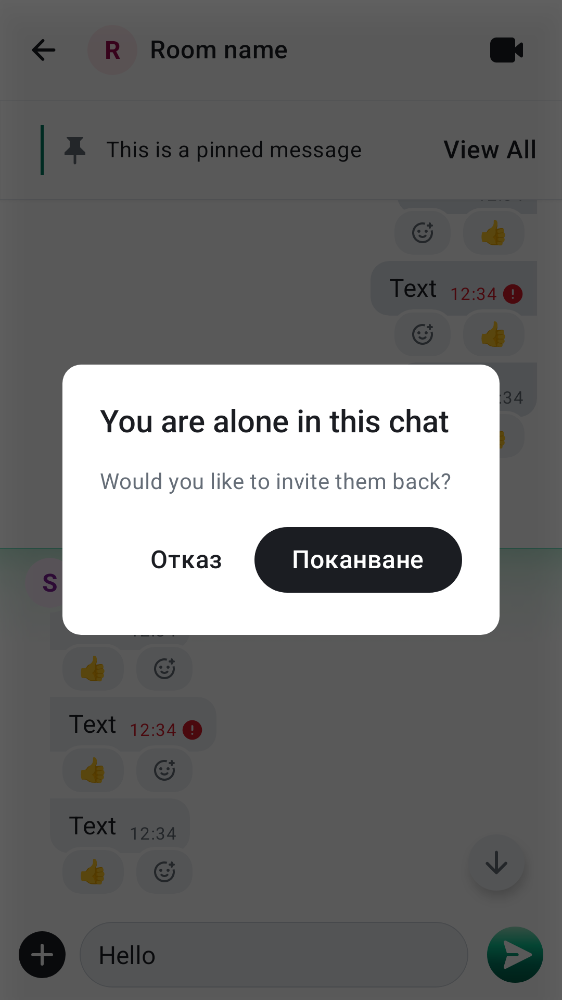 R Room name
This is a pinned message View All
Text 12:34
:34
You are alone in this chat
Would you like to invite them back?
Отказ Поканване
S
Text 12:34
Text 12:34
Hello